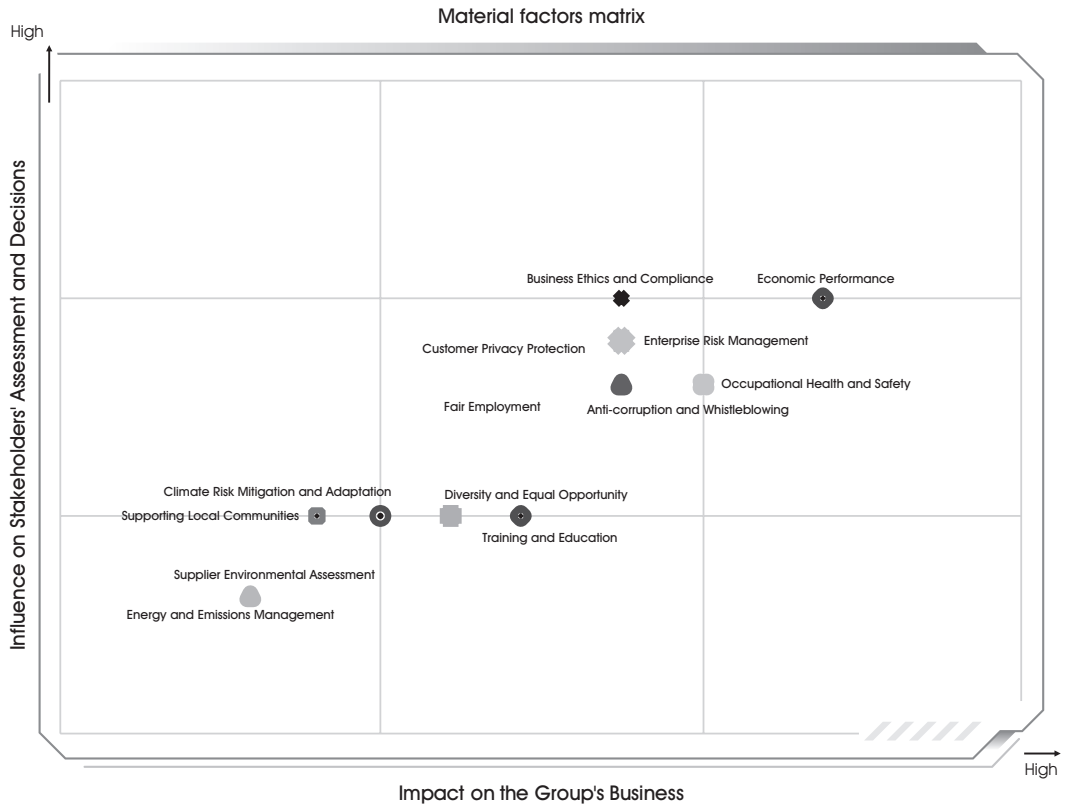 Material factors matrix
High
Influence on Stakeholders' Assessment and Decisions
Business Ethics and Compliance
Economic Performance
Enterprise Risk Management
Customer Privacy Protection
Occupational Health and Safety
Fair Employment
Anti-corruption and Whistleblowing
Climate Risk Mitigation and Adaptation
Diversity and Equal Opportunity
Supporting Local Communities
Training and Education
Supplier Environmental Assessment
Energy and Emissions Management
High
Impact on the Group's Business